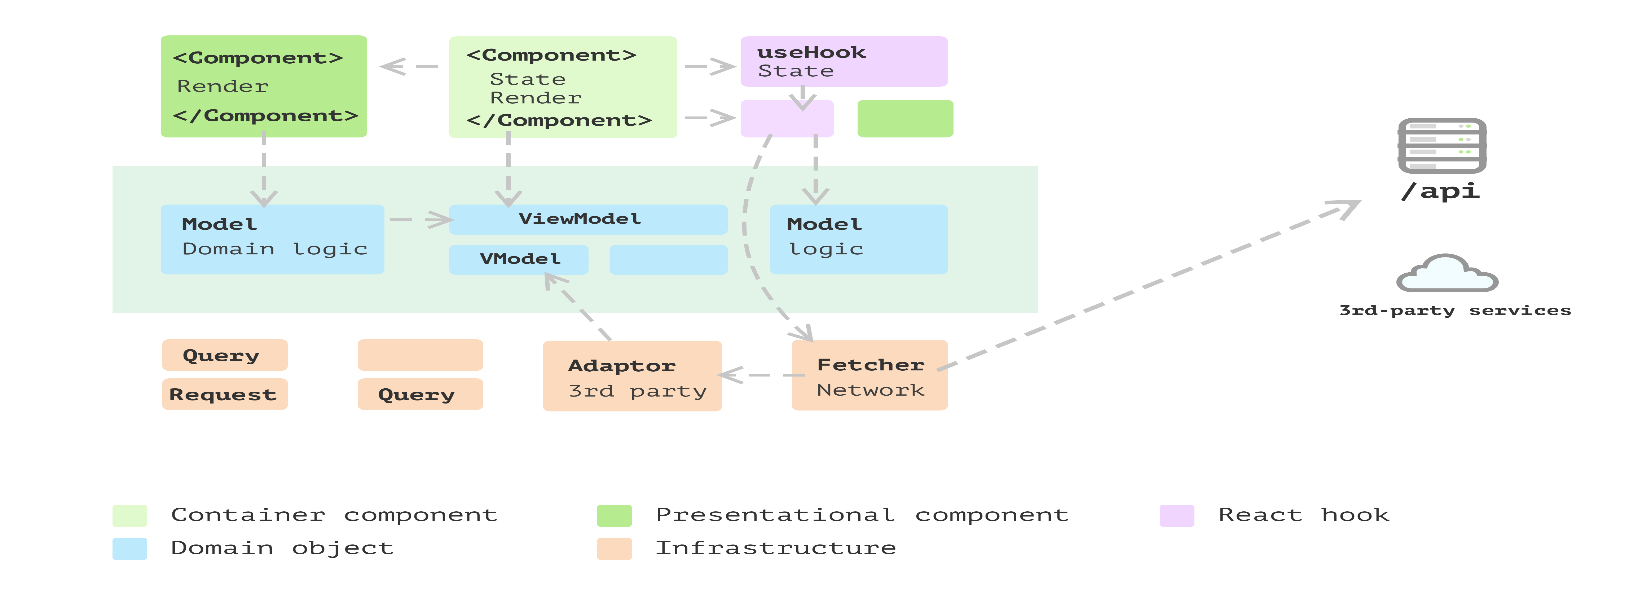 <Component>
Render
</Component>
<Component>
State
Render
</Component>
useHook
State
/api
Model
Domain logic
ViewModel
VModel
Model
logic
3rd-party services
Query
Request
Query
Adaptor
3rd party
Fetcher
Network
Container component
Presentational component
React hook
Domain object
Infrastructure